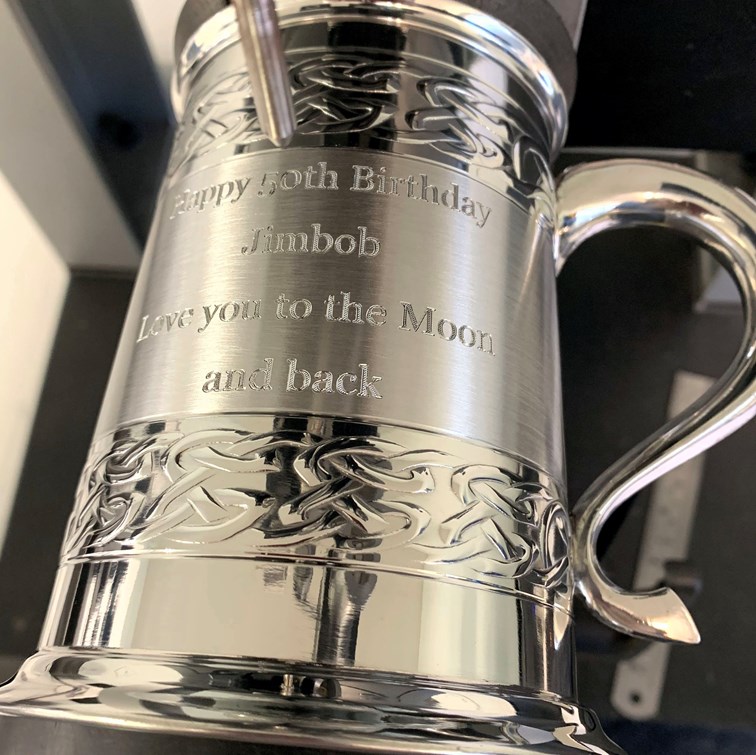 Happy 50th Birthday
Jimbob
Love you to the Moon
and back